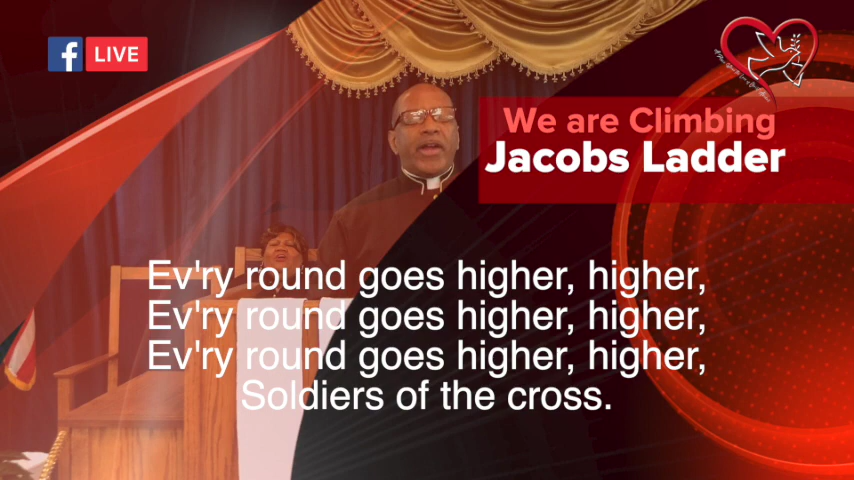 f LIVE
We are Climbing
Jacobs Ladder
Ev'ry round goes higher, higher,
Ev'ry round goes higher, higher,
Ev'ry round goes higher, higher,
Soldiers of the cross.